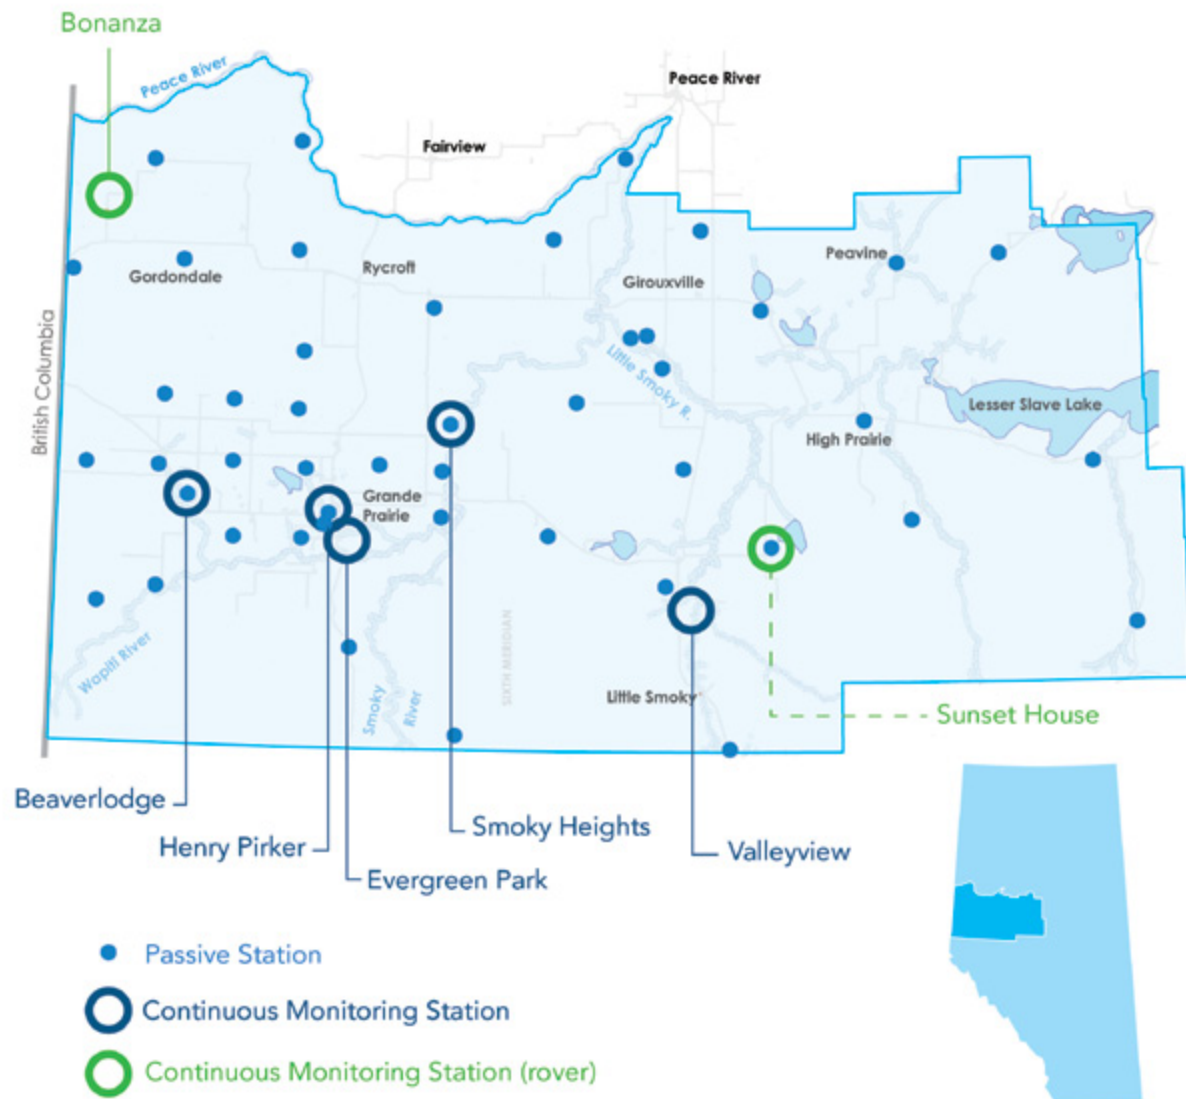 Bonanza
Peace River
Peace River
Fairview
Peavine
Gordondale
Rycroft
Girouxville
British Columbia
Little Smoky R.
Lesser Slave Lake
High Prairie
Grande
Prairie
SIXTH MERIDIAN
Wapiti River
Smoky
River
Little Smoky
Sunset House
Beaverlodge
Smoky Heights
Henry Pirker
Valleyview
Evergreen Park
Passive Station
Continuous Monitoring Station
Continuous Monitoring Station (rover)